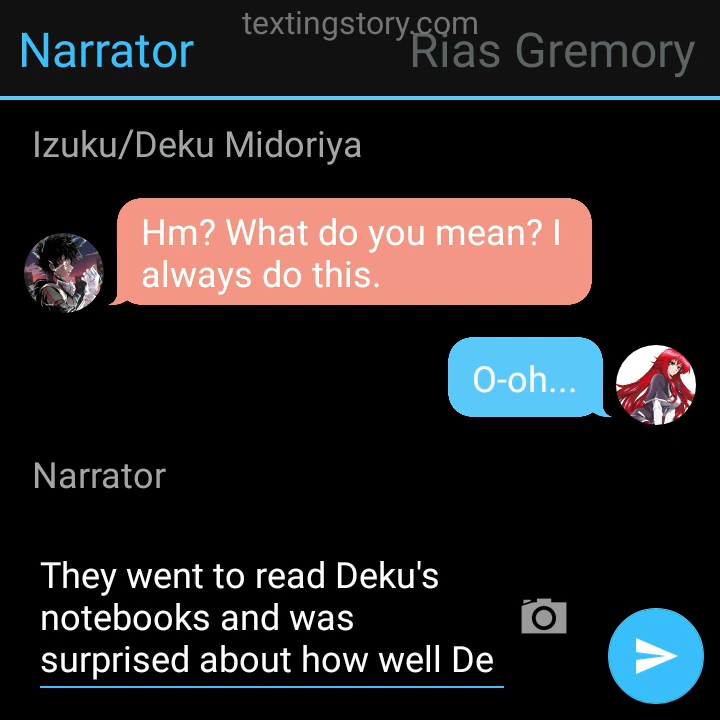 textingstory.com
Narrator
Rias Gremory
Izuku/Deku Midoriya
Hm? What do you mean? I
always do this.
O-oh...
Narrator
They went to read Deku's
notebooks and was
surprised about how well De